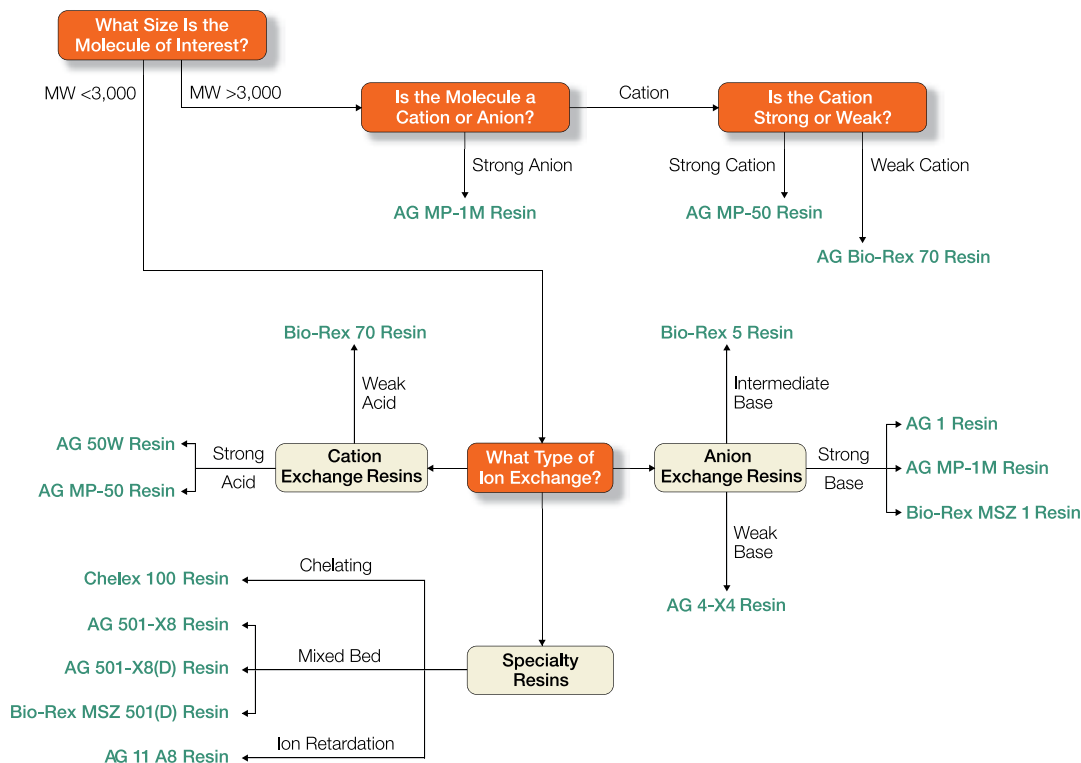 What Size Is the
Molecule of Interest?
MW <3,000
MW >3,000
Is the Molecule a
Cation or Anion?
Cation
Is the Cation
Strong or Weak?
Strong Anion
Strong Cation
Weak Cation
AG MP-1M Resin
AG MP-50 Resin
AG Bio-Rex 70 Resin
Bio-Rex 70 Resin
Bio-Rex 5 Resin
Weak
Acid
Intermediate
Base
AG 50W Resin
AG MP-50 Resin
Strong
Acid
Cation
Exchange Resins
What Type of
Ion Exchange?
Anion
Exchange Resins
Strong
Base
AG 1 Resin
AG MP-1M Resin
Bio-Rex MSZ 1 Resin
Weak
Base
AG 4-X4 Resin
Chelex 100 Resin
Chelating
AG 501-X8 Resin
AG 501-X8(D) Resin
Bio-Rex MSZ 501(D) Resin
Mixed Bed
Specialty
Resins
AG 11 A8 Resin
Ion Retardation